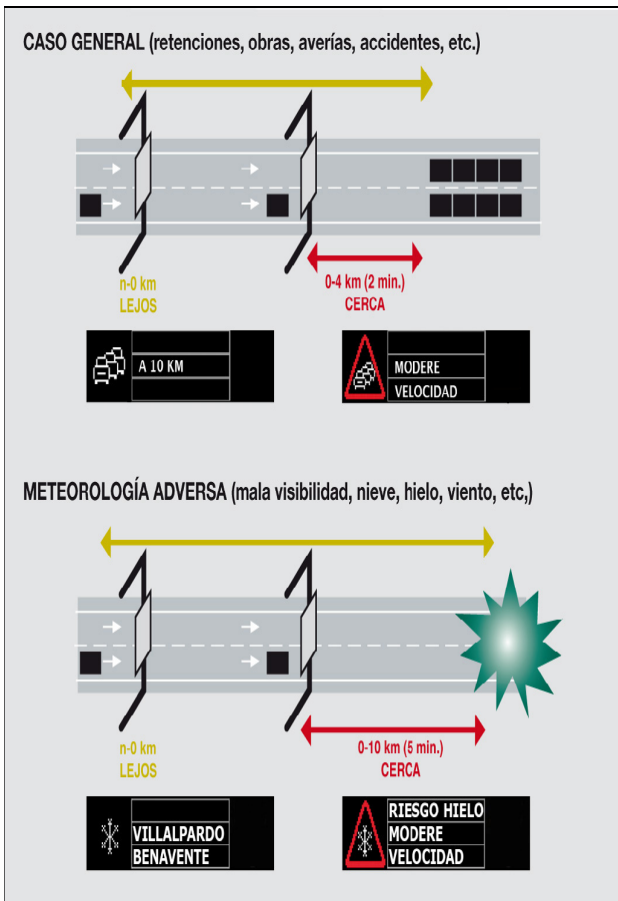 CASO GENERAL (retenciones, obras, averías, accidentes, etc.)
n-0 km
LEJOS
0-4 km (2 min.)
CERCA
A 10 KM
MODERE
VELOCIDAD
METEOROLOGÍA ADVERSA (mala visibilidad, nieve, hielo, viento, etc,)
n-0 km
LEJOS
0-10 km (5 min.)
CERCA
VILLALPARDO
BENAVENTE
RIESGO HIELO
MODERE
VELOCIDAD